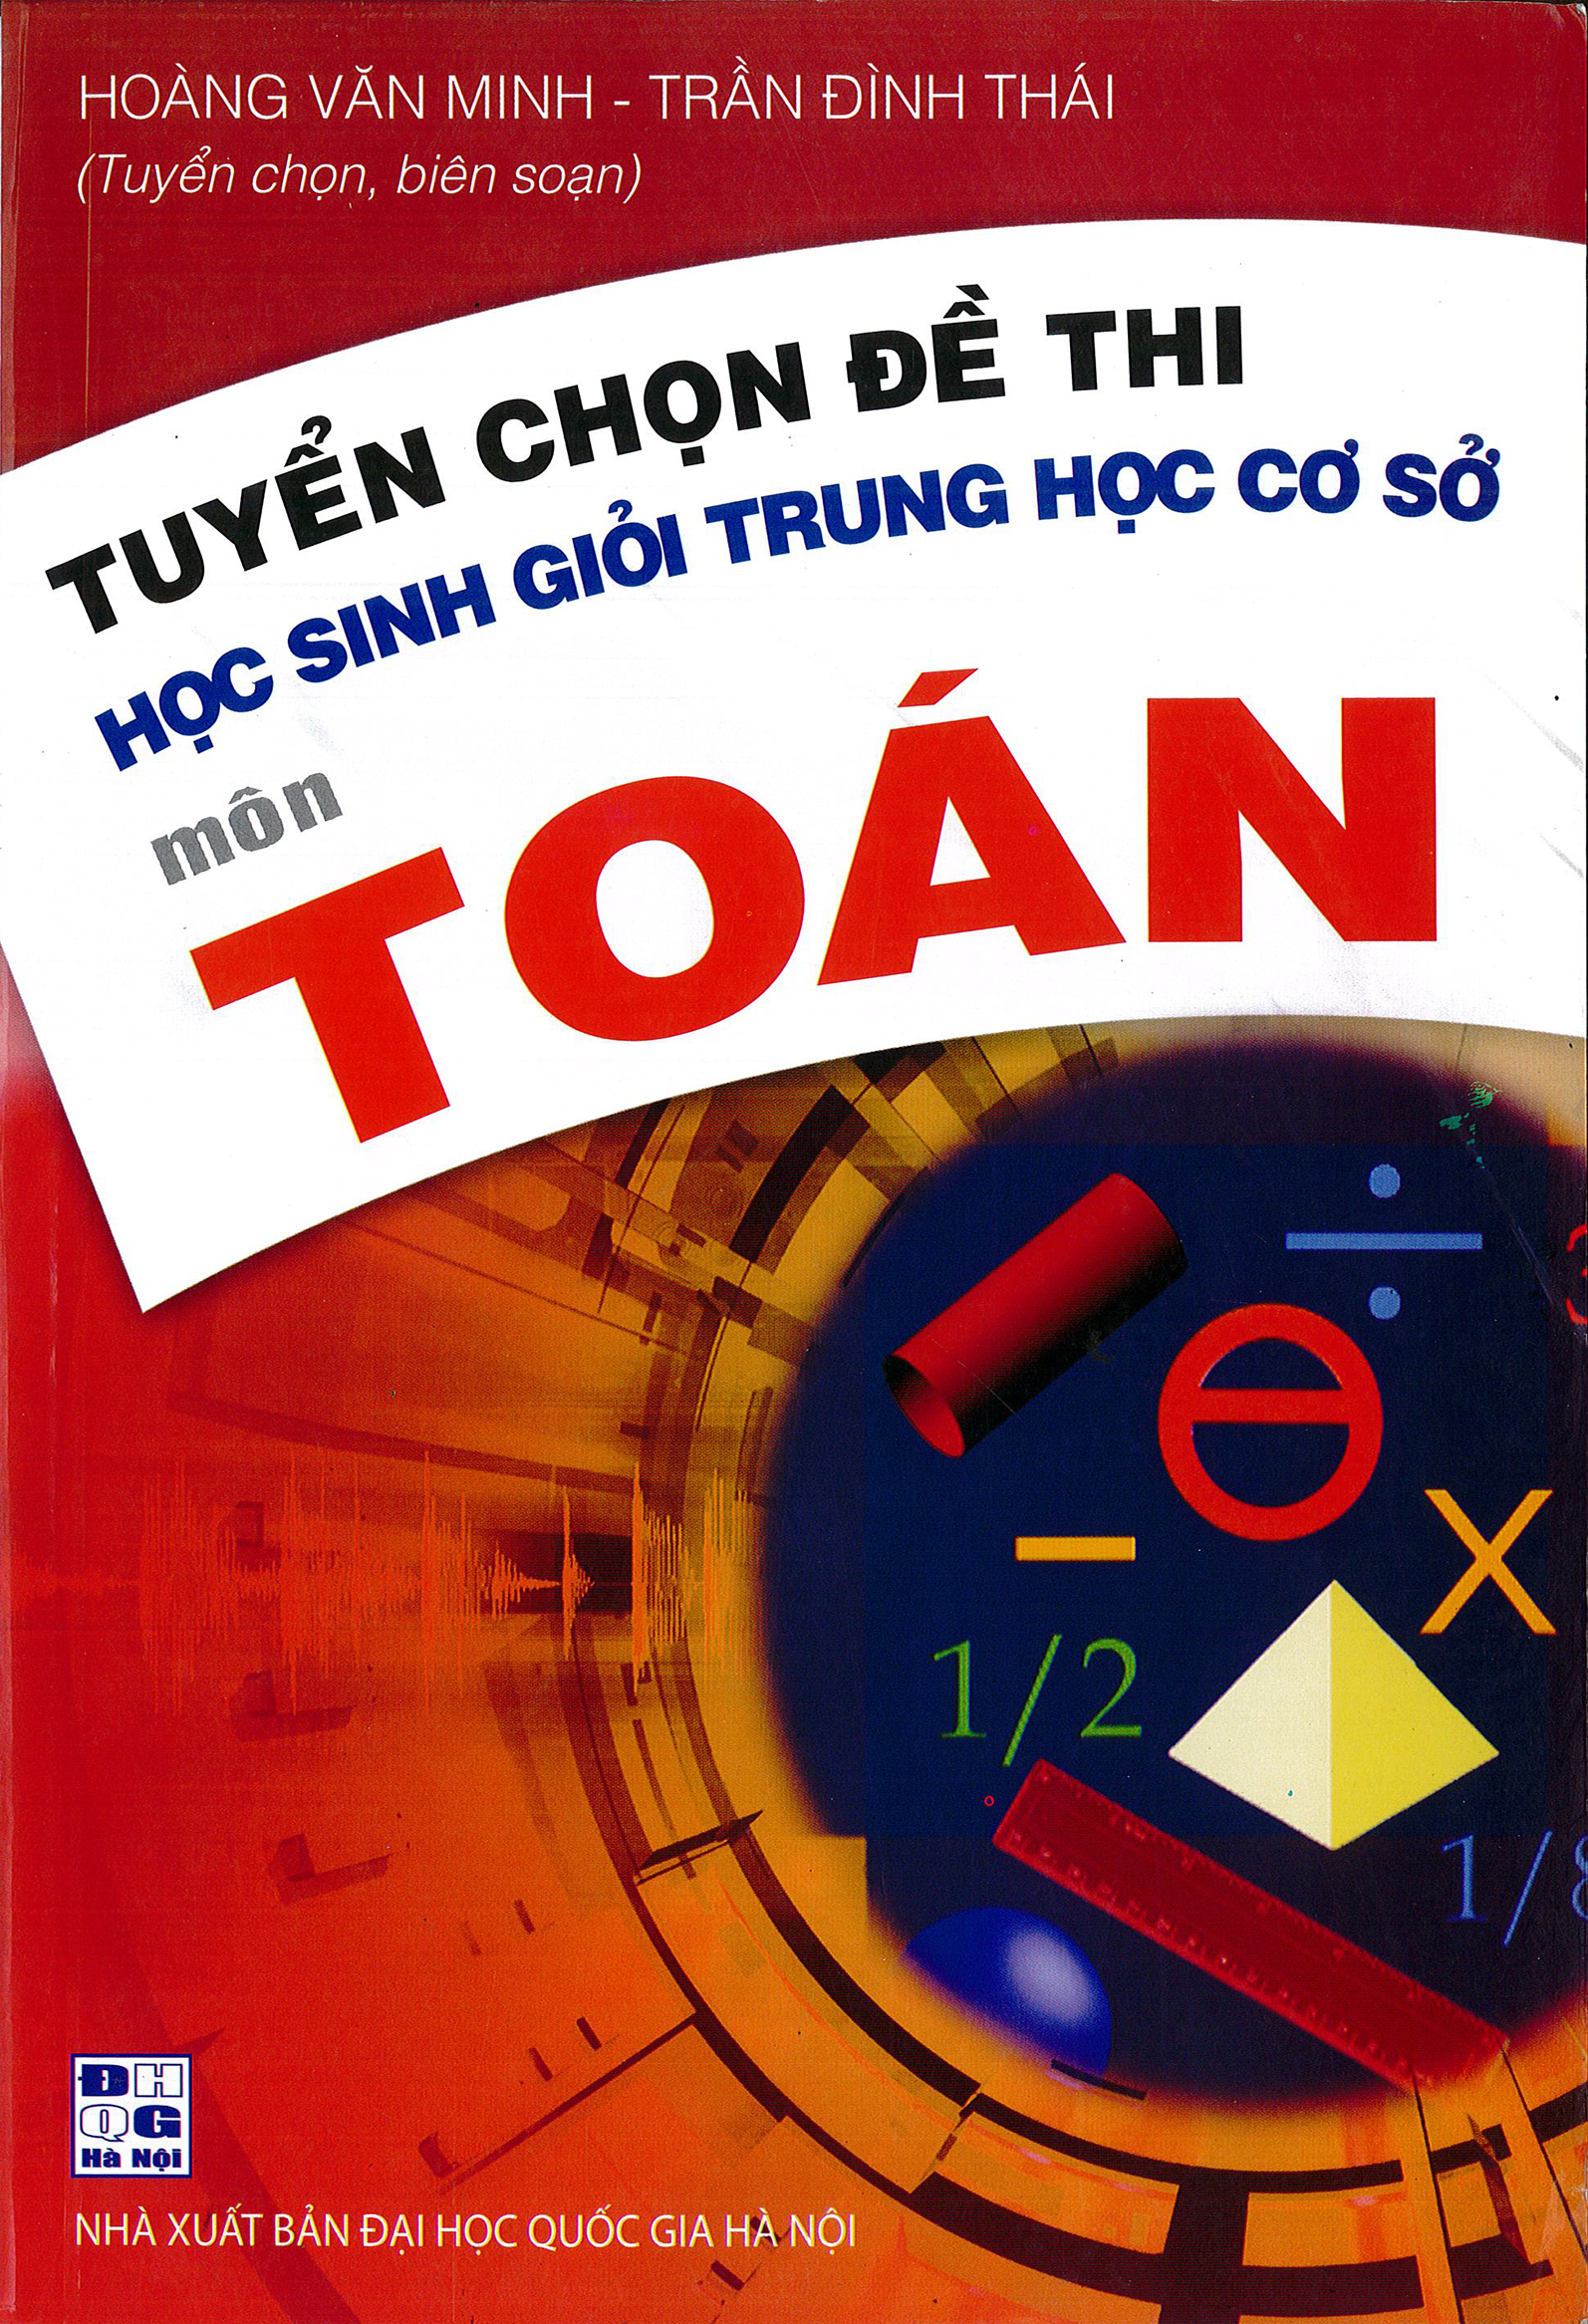 HOÀNG VĂN MINH - TRẦN ĐÌNH THÁI
(Tuyển chọn, biên soạn)
TUYỂN CHỌN ĐỀ THI
HỌC SINH GIỎI TRUNG HỌC CƠ SỞ
môn
TOÁN
÷
θ
−
X
1/2
1/8
ĐH
QG
Hà Nội
NHÀ XUẤT BẢN ĐẠI HỌC QUỐC GIA HÀ NỘI